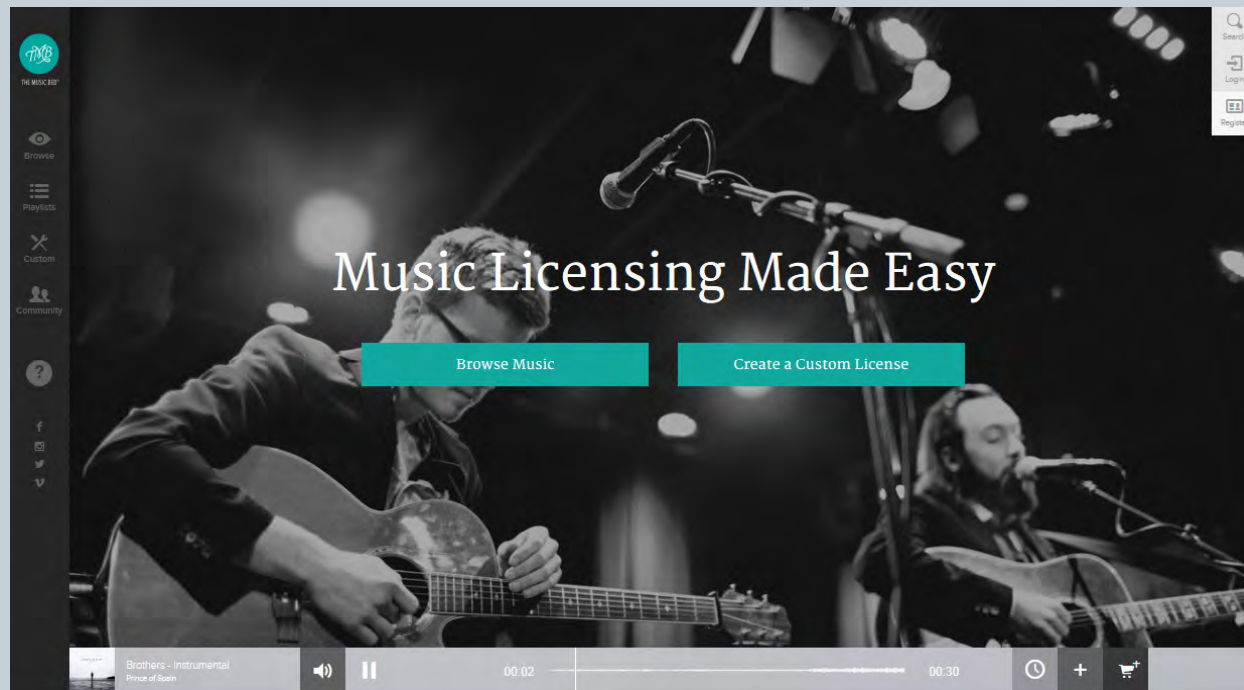 TMB
THE MUSIC BED
Browse
Playlists
Custom
Community
?
Search
Login
Register
Music Licensing Made Easy
Browse Music
Create a Custom License
Brothers - Instrumental
Prince of Spain
00:02
00:30